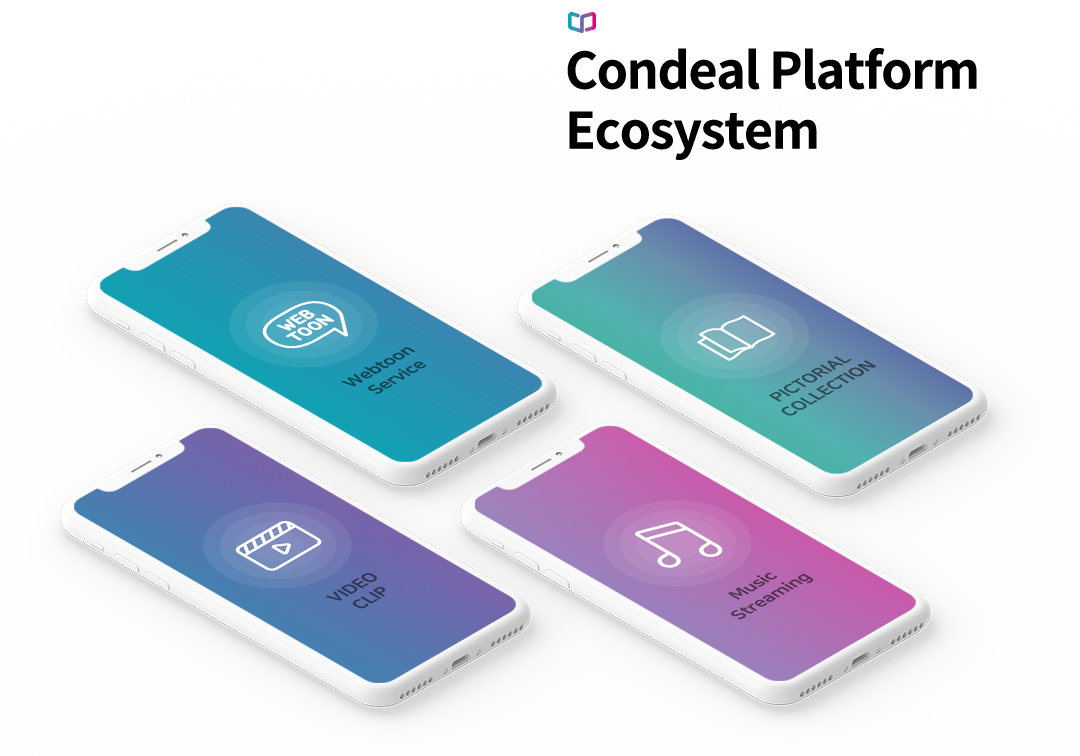 Condeal Platform
Ecosystem
WEB
TOON
Webtoon
Service
PICTORIAL
COLLECTION
VIDEO
CLIP
Music
Streaming